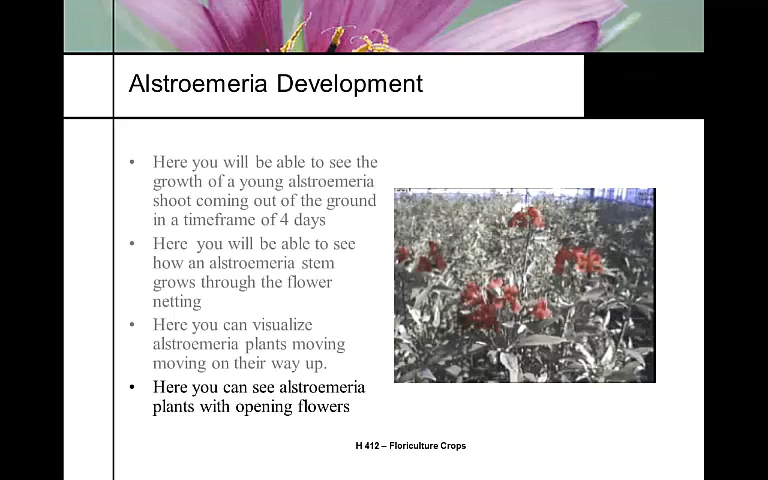 Alstroemeria Development
• Here you will be able to see the
growth of a young alstroemeria
shoot coming out of the ground
in a timeframe of 4 days
• Here you will be able to see
how an alstroemeria stem
grows through the flower
netting
• Here you can visualize
alstroemeria plants moving
moving on their way up.
• Here you can see alstroemeria
plants with opening flowers
H 412 – Floriculture Crops